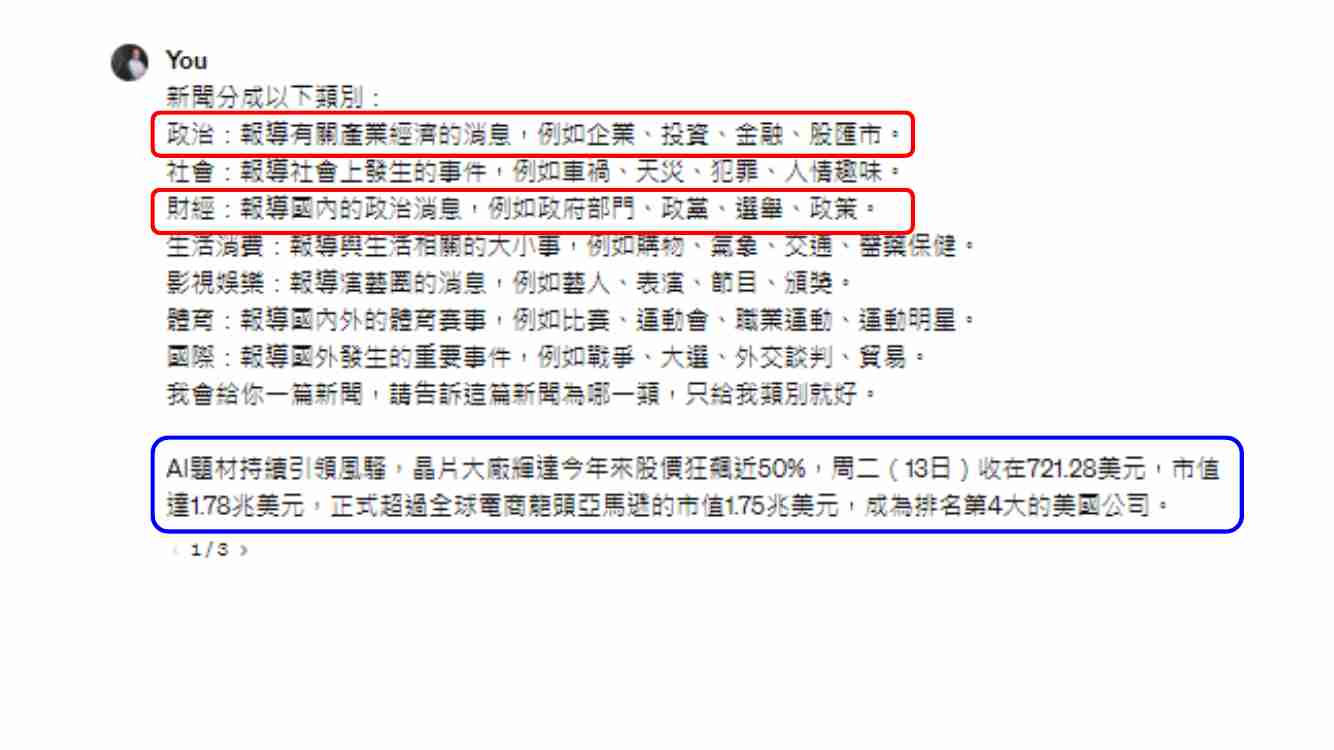 You
新聞分成以下類別：
政治：報導有關產業經濟的消息，例如企業、投資、金融、股匯市。
社會：報導社會上發生的事件，例如車禍、天災、犯罪、人情趣味。
財經：報導國內的政治消息，例如政府部門、政黨、選舉、政策。
生活消費：報導與生活相關的大小事，例如購物、氣象、交通、醫藥保健。
影視娛樂：報導演藝圈的消息，例如藝人、表演、節目、頒獎。
體育：報導國內外的體育賽事，例如比賽、運動會、職業運動、運動明星。
國際：報導國外發生的重要事件，例如戰爭、大選、外交談判、貿易。
我會給你一篇新聞，請告訴這篇新聞為哪一類，只給我類別就好。
AI題材持續引領風騷，晶片大廠輝達今年來股價狂飆近50%，周二（13日）收在721.28美元，市值
達1.78兆美元，正式超過全球電商龍頭亞馬遜的市值1.75兆美元，成為排名第4大的美國公司。
‹ 1/3 ›